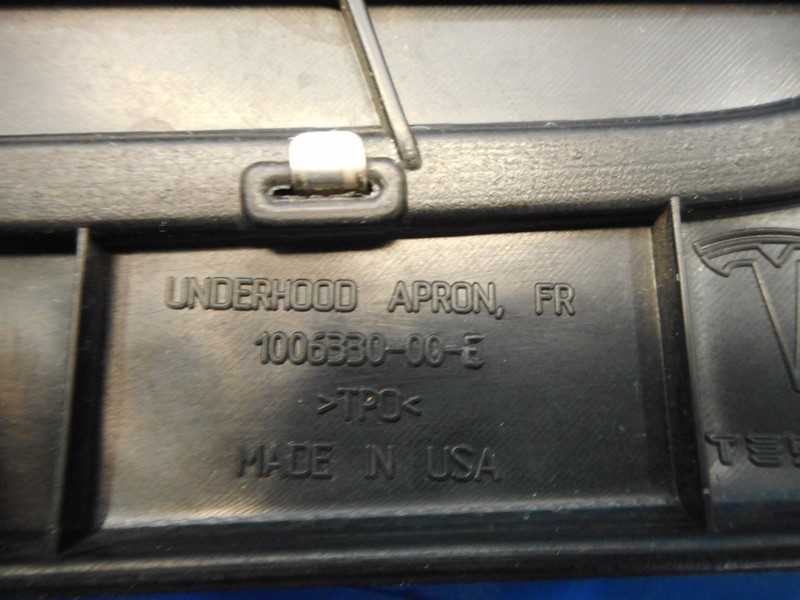 UNDERHOOD APRON, FR
1006330-00-E
>TPO<
MADE IN USA